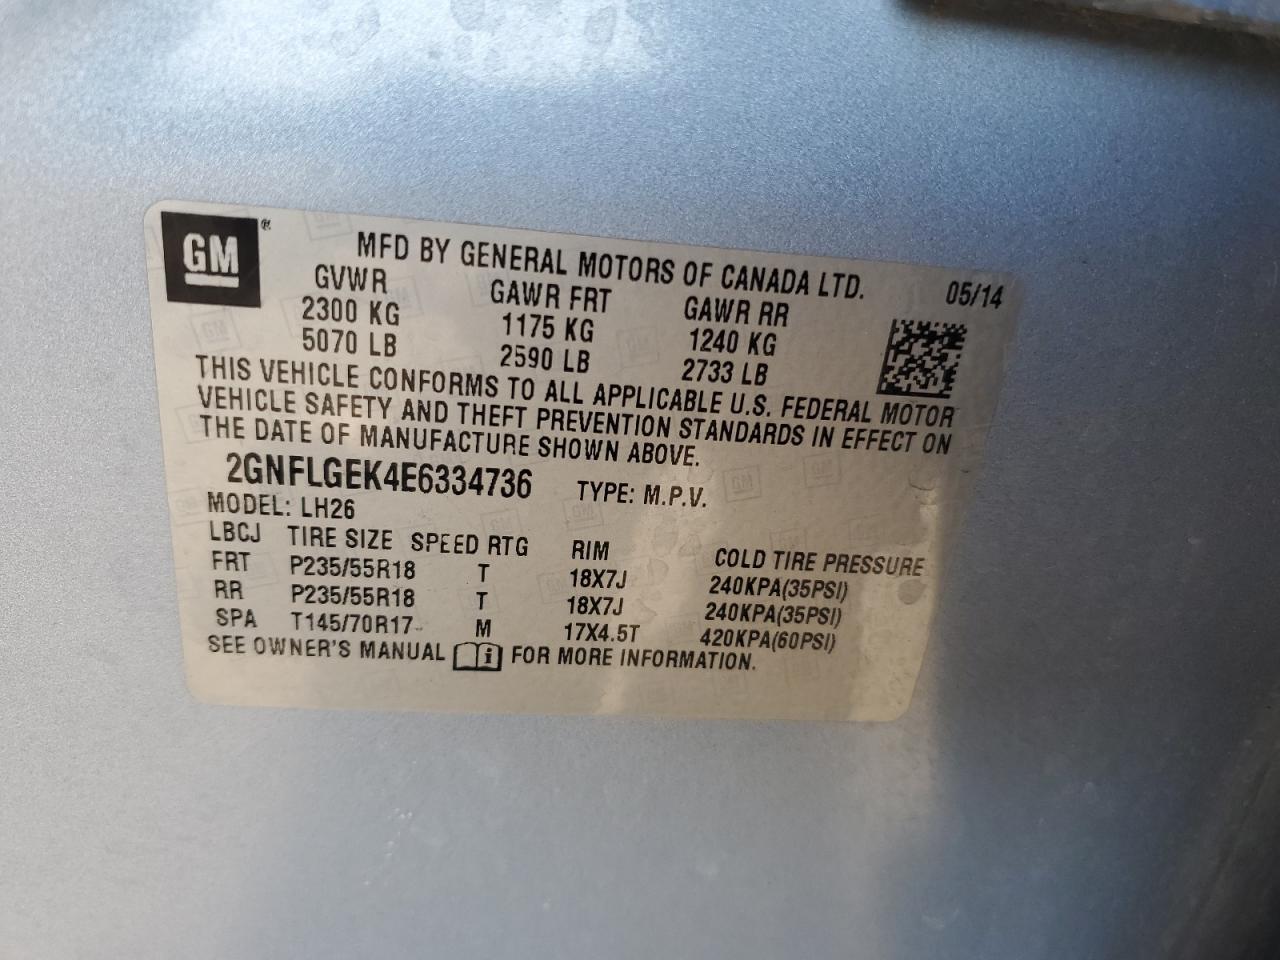 GM ® MFD BY GENERAL MOTORS OF CANADA LTD. 05/14
GVWR GAWR FRT GAWR RR
2300 KG 1175 KG 1240 KG
5070 LB 2590 LB 2733 LB
THIS VEHICLE CONFORMS TO ALL APPLICABLE U.S. FEDERAL MOTOR
VEHICLE SAFETY AND THEFT PREVENTION STANDARDS IN EFFECT ON
THE DATE OF MANUFACTURE SHOWN ABOVE.
2GNFLGEK4E6334736 TYPE: M.P.V.
MODEL: LH26
LBCJ TIRE SIZE SPEED RTG RIM COLD TIRE PRESSURE
FRT P235/55R18 T 18X7J 240KPA(35PSI)
RR P235/55R18 T 18X7J 240KPA(35PSI)
SPA T145/70R17 M 17X4.5T 420KPA(60PSI)
SEE OWNER'S MANUAL i FOR MORE INFORMATION.